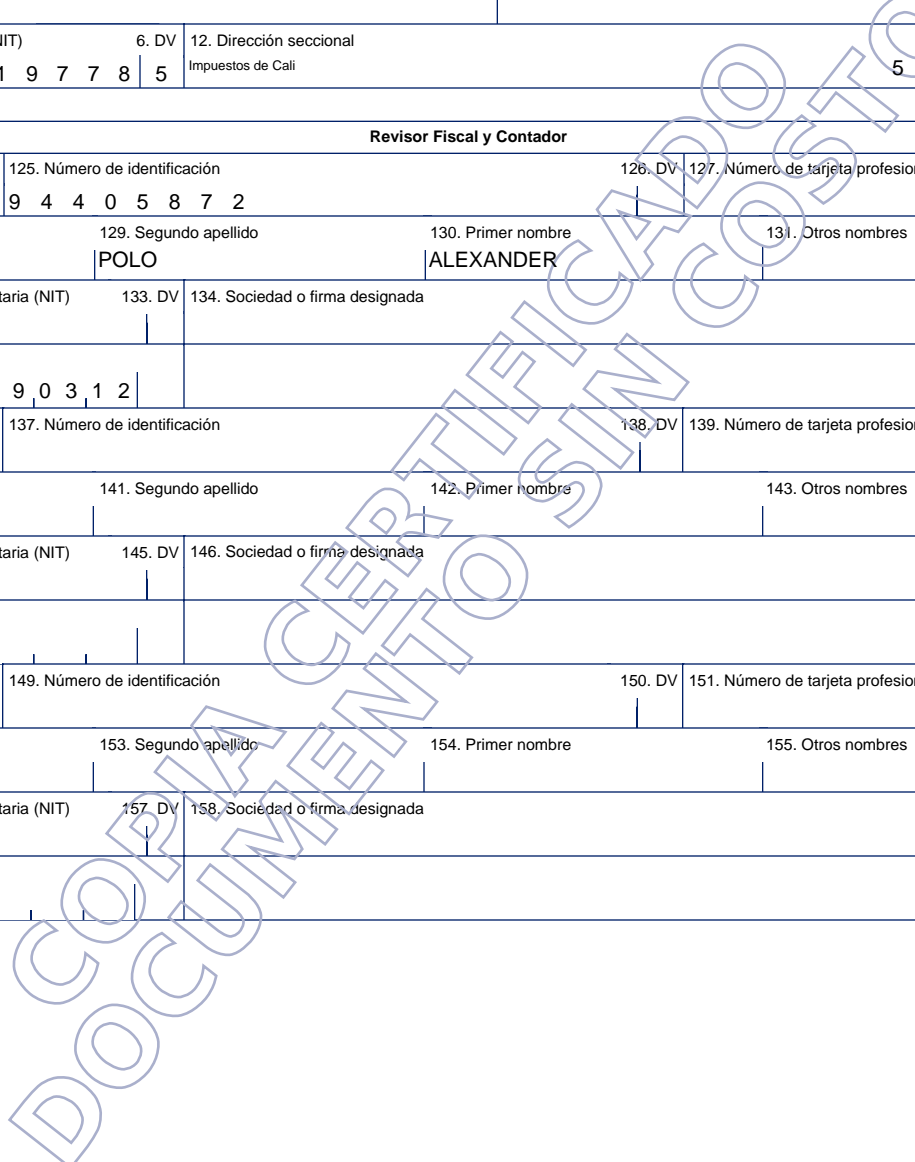 IIT) 6. DV 12. Dirección seccional
1 9 7 7 8 5 Impuestos de Cali 5
Revisor Fiscal y Contador
125. Número de identificación 126. DV 127. Número de tarjeta profesion
9 4 4 0 5 8 7 2
129. Segundo apellido 130. Primer nombre 131. Otros nombres
POLO ALEXANDER
taria (NIT) 133. DV 134. Sociedad o firma designada
9 0 3 1 2
137. Número de identificación 138. DV 139. Número de tarjeta profesion
141. Segundo apellido 142. Primer nombre 143. Otros nombres
taria (NIT) 145. DV 146. Sociedad o firma designada
149. Número de identificación 150. DV 151. Número de tarjeta profesion
153. Segundo apellido 154. Primer nombre 155. Otros nombres
taria (NIT) 157. DV 158. Sociedad o firma designada
COPIA CERTIFICADO
DOCUMENTO SIN COSTO